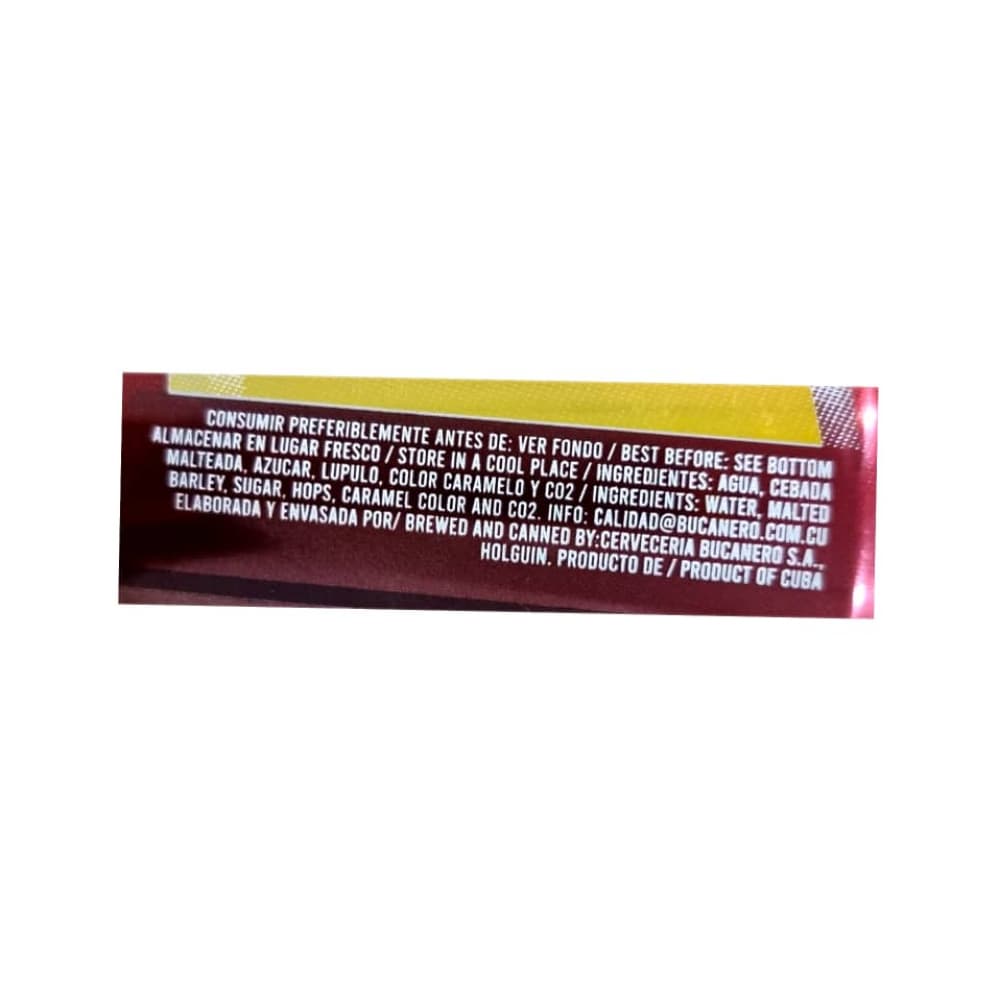 CONSUMIR PREFERIBLEMENTE ANTES DE: VER FONDO / BEST BEFORE: SEE BOTTOM
ALMACENAR EN LUGAR FRESCO / STORE IN A COOL PLACE / INGREDIENTES: AGUA, CEBADA
MALTEADA, AZUCAR, LUPULO, COLOR CARAMELO Y CO2 / INGREDIENTS: WATER, MALTED
BARLEY, SUGAR, HOPS, CARAMEL COLOR AND CO2. INFO: CALIDAD@BUCANERO.COM.CU
ELABORADA Y ENVASADA POR/ BREWED AND CANNED BY:CERVECERIA BUCANERO S.A.,
HOLGUIN. PRODUCTO DE / PRODUCT OF CUBA